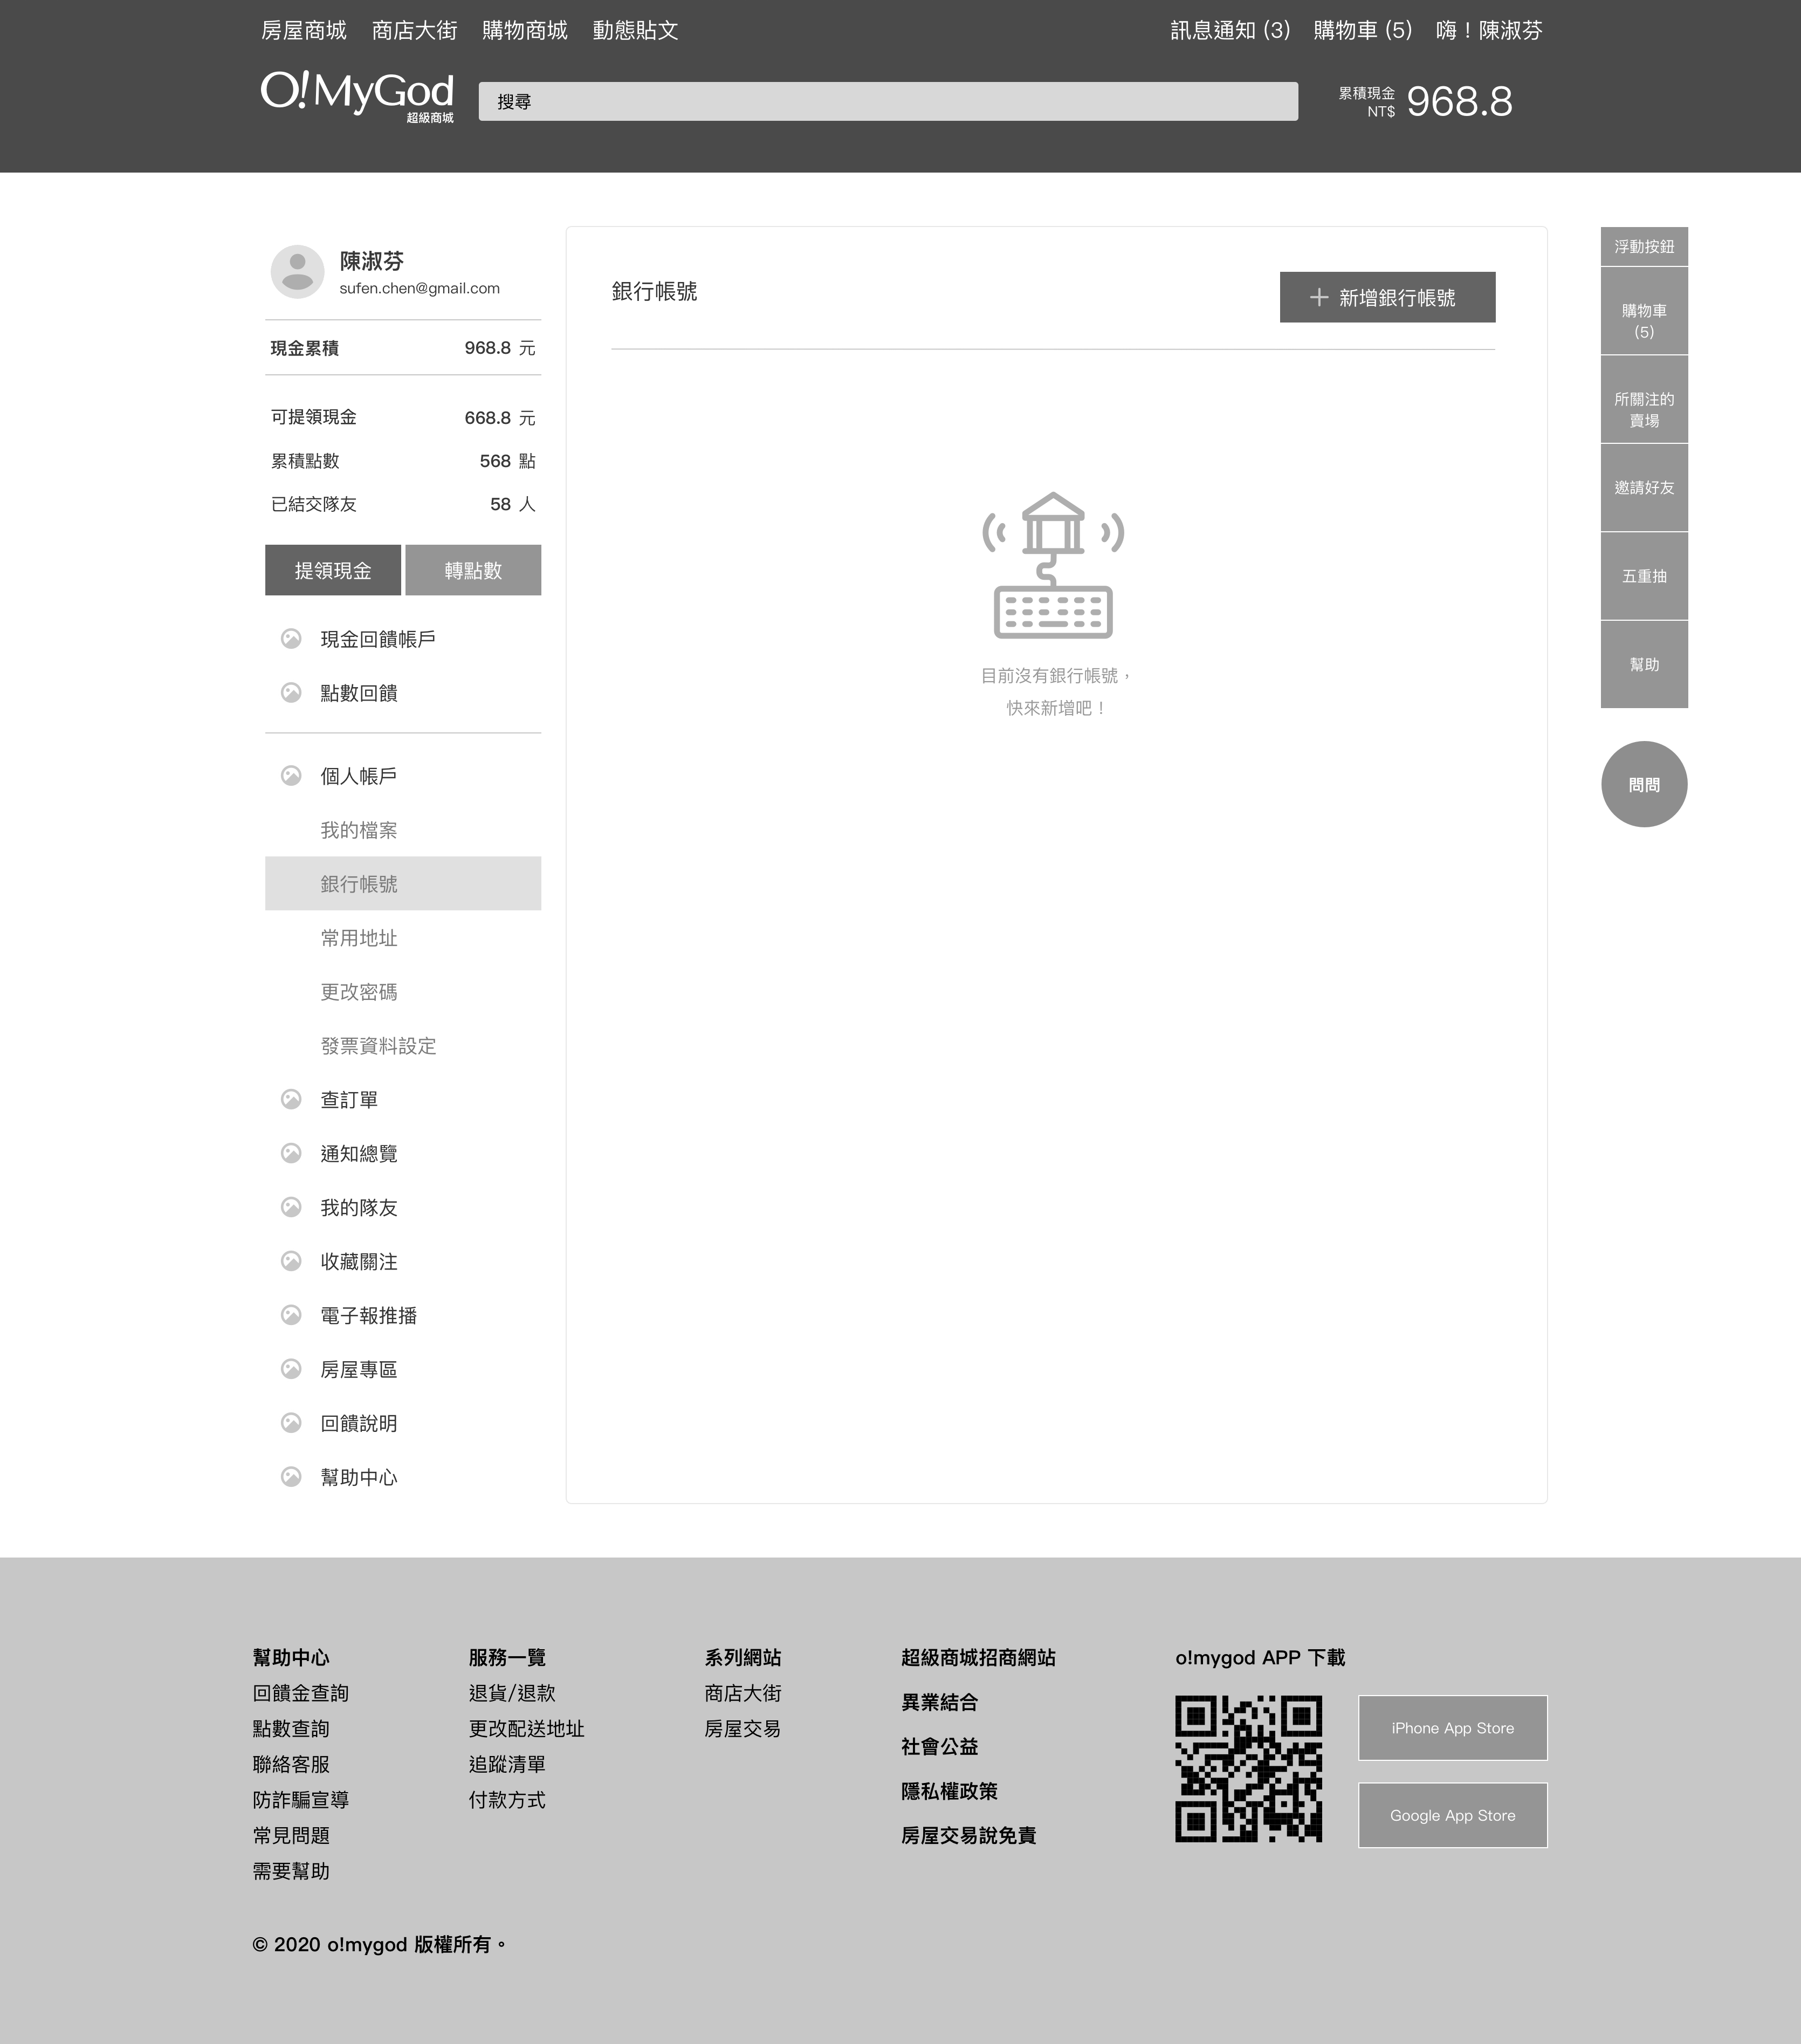 房屋商城 商店大街 購物商城 動態貼文 訊息通知 (3) 購物車 (5) 嗨！陳淑芬
O!MyGod
超級商城
搜尋
累積現金
NT$
968.8
陳淑芬
sufen.chen@gmail.com
現金累積 968.8 元
可提領現金 668.8 元
累積點數 568 點
已結交隊友 58 人
提領現金 轉點數
現金回饋帳戶
點數回饋
個人帳戶
我的檔案
銀行帳號
常用地址
更改密碼
發票資料設定
查訂單
通知總覽
我的隊友
收藏關注
電子報推播
房屋專區
回饋說明
幫助中心
銀行帳號
新增銀行帳號
目前沒有銀行帳號，
快來新增吧！
浮動按鈕
購物車
(5)
所關注的
賣場
邀請好友
五重抽
幫助
問問
幫助中心
回饋金查詢
點數查詢
聯絡客服
防詐騙宣導
常見問題
需要幫助
服務一覽
退貨/退款
更改配送地址
追蹤清單
付款方式
系列網站
商店大街
房屋交易
超級商城招商網站
異業結合
社會公益
隱私權政策
房屋交易說免責
o!mygod APP 下載
iPhone App Store
Google App Store
© 2020 o!mygod 版權所有。